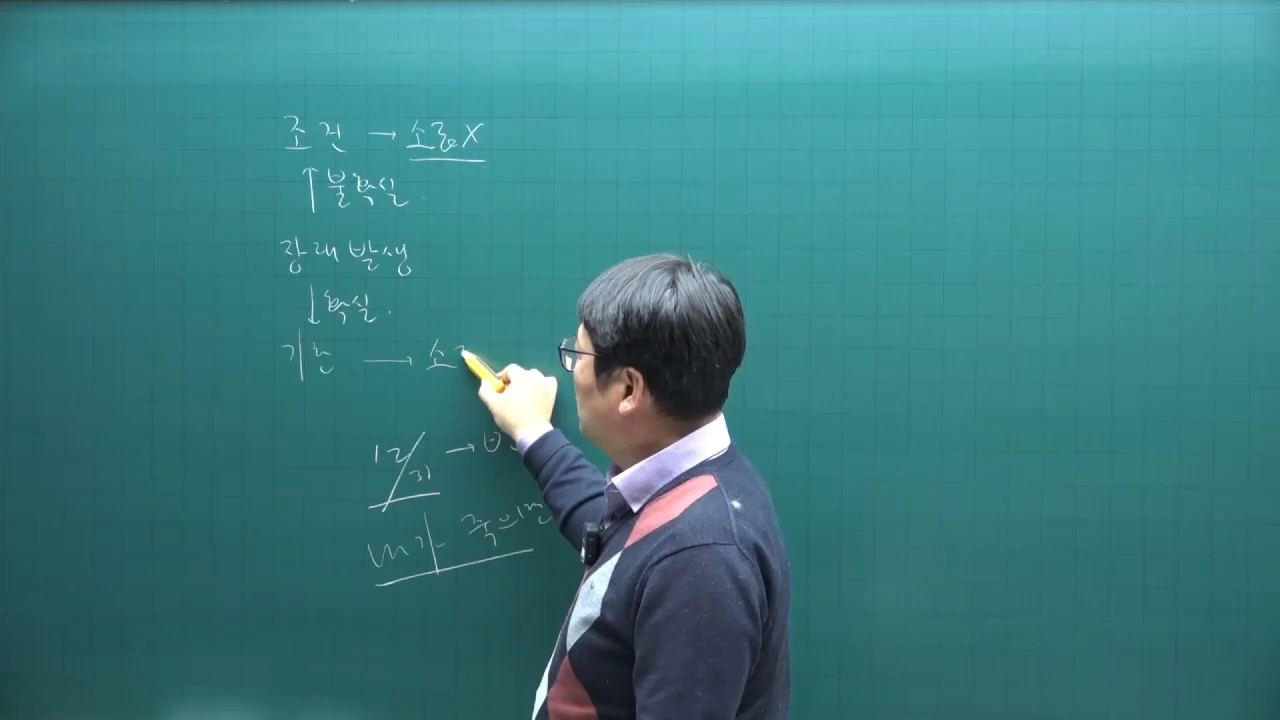 조건 → 소급X
↑ 불확실.
장래 발생
↓ 확실.
기한 → 소
12/31 →
내가 죽으면